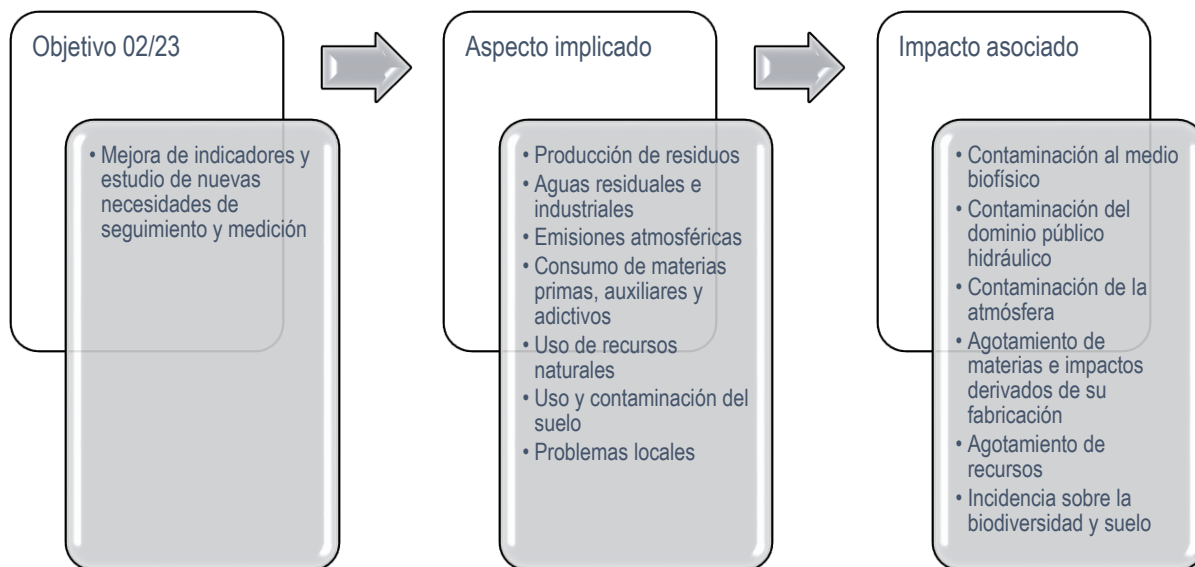 Objetivo 02/23
• Mejora de indicadores y
estudio de nuevas
necesidades de
seguimiento y medición
Aspecto implicado
• Producción de residuos
• Aguas residuales e
industriales
• Emisiones atmosféricas
• Consumo de materias
primas, auxiliares y
adictivos
• Uso de recursos
naturales
• Uso y contaminación del
suelo
• Problemas locales
Impacto asociado
• Contaminación al medio
biofísico
• Contaminación del
dominio público
hidráulico
• Contaminación de la
atmósfera
• Agotamiento de
materias e impactos
derivados de su
fabricación
• Agotamiento de
recursos
• Incidencia sobre la
biodiversidad y suelo